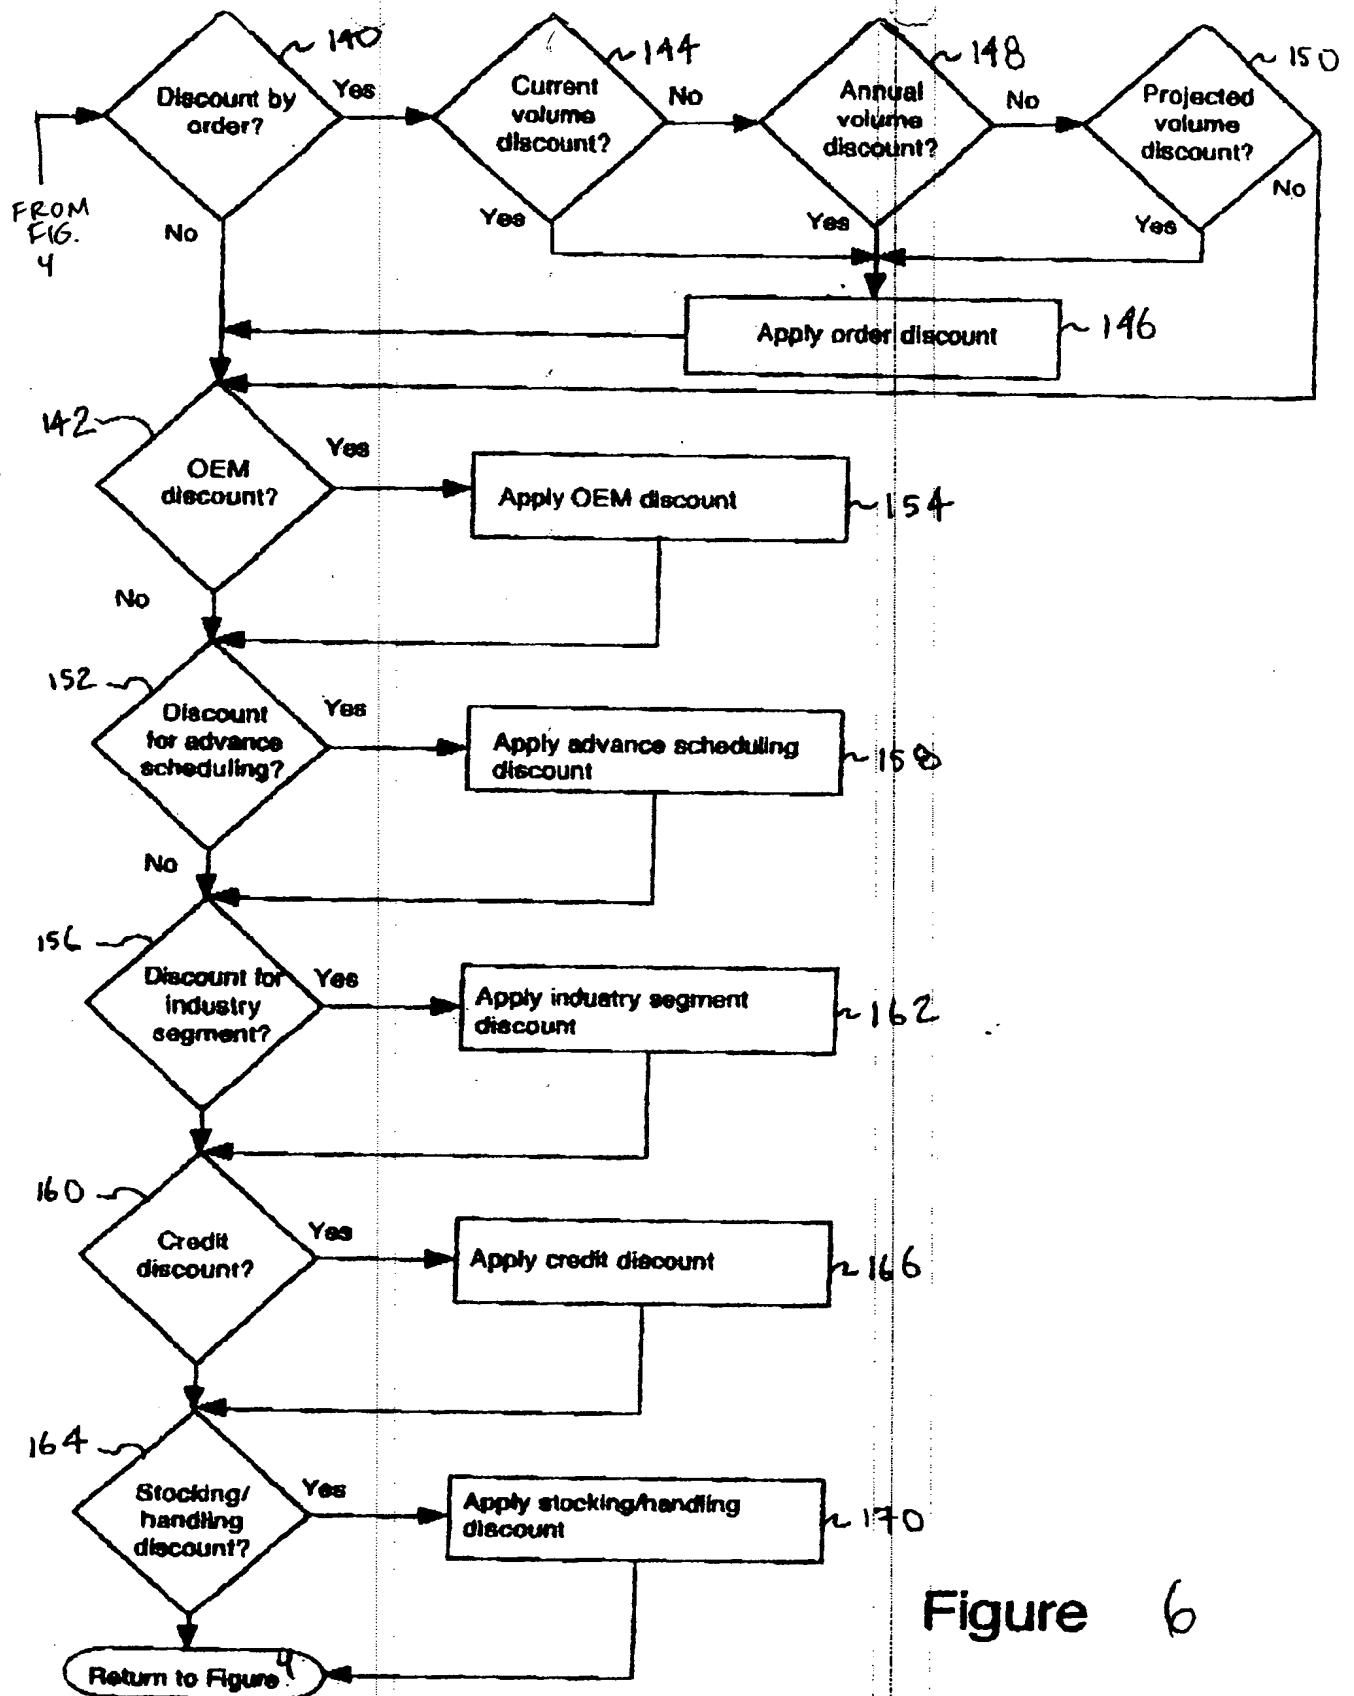 140
Discount by
order?
Yes
144
Current
volume
discount?
No
148
Annual
volume
discount?
No
150
Projected
volume
discount?
No
FROM
FIG.
4
No
Yes
Yes
Yes
Apply order discount
146
142
OEM
discount?
Yes
Apply OEM discount
154
No
152
Discount
for advance
scheduling?
Yes
Apply advance scheduling
discount
158
No
156
Discount for
industry
segment?
Yes
Apply industry segment
discount
162
160
Credit
discount?
Yes
Apply credit discount
166
164
Stocking/
handling
discount?
Yes
Apply stocking/handling
discount
170
Return to Figure 4
Figure 6